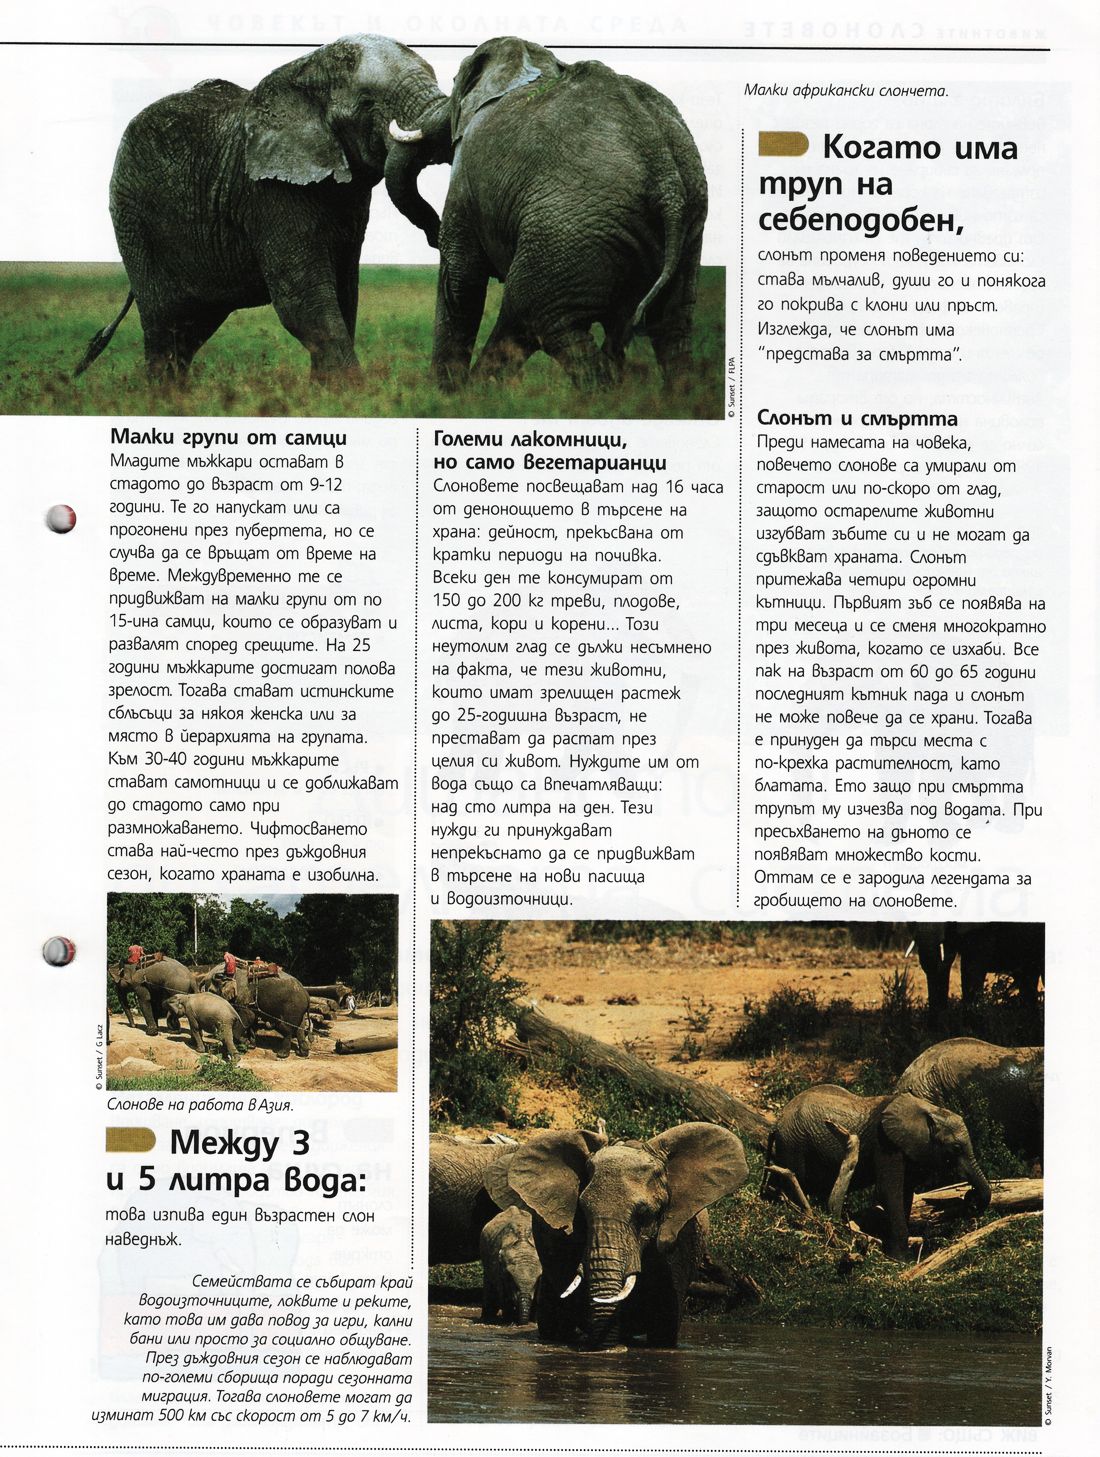 Малки африкански слончета.
Когато има
труп на
себеподобен,
слонът променя поведението си:
става мълчалив, души го и понякога
го покрива с клони или пръст.
Изглежда, че слонът има
“представа за смъртта”.
© Sunset / FLPA
Малки групи от самци
Младите мъжкари остават в
стадото до възраст от 9-12
години. Те го напускат или са
прогонени през пубертета, но се
случва да се връщат от време на
време. Междувременно те се
придвижват на малки групи от по
15-ина самци, които се образуват и
развалят според срещите. На 25
години мъжкарите достигат полова
зрелост. Тогава стават истинските
сблъсъци за някоя женска или за
място в йерархията на групата.
Към 30-40 години мъжкарите
стават самотници и се доближават
до стадото само при
размножаването. Чифтосването
става най-често през дъждовния
сезон, когато храната е изобилна.
Големи лакомници,
но само вегетарианци
Слоновете посвещават над 16 часа
от денонощието в търсене на
храна: дейност, прекъсвана от
кратки периоди на почивка.
Всеки ден те консумират от
150 до 200 кг треви, плодове,
листа, кори и корени... Този
неутолим глад се дължи несъмнено
на факта, че тези животни,
които имат зрелищен растеж
до 25-годишна възраст, не
престават да растат през
целия си живот. Нуждите им от
вода също са впечатляващи:
над сто литра на ден. Тези
нужди ги принуждават
непрекъснато да се придвижват
в търсене на нови пасища
и водоизточници.
Слонът и смъртта
Преди намесата на човека,
повечето слонове са умирали от
старост или по-скоро от глад,
защото остарелите животни
изгубват зъбите си и не могат да
сдъвкват храната. Слонът
притежава четири огромни
кътници. Първият зъб се появява на
три месеца и се сменя многократно
през живота, когато се изхаби. Все
пак на възраст от 60 до 65 години
последният кътник пада и слонът
не може повече да се храни. Тогава
е принуден да търси места с
по-крехка растителност, като
блатата. Ето защо при смъртта
трупът му изчезва под водата. При
пресъхването на дъното се
появяват множество кости.
Оттам се е зародила легендата за
гробището на слоновете.
© Sunset / G Lacz
Слонове на работа в Азия.
Между 3
и 5 литра вода:
това изпива един възрастен слон
наведнъж.
Семействата се събират край
водоизточниците, локвите и реките,
като това им дава повод за игри, кални
бани или просто за социално общуване.
През дъждовния сезон се наблюдават
по-големи сборища поради сезонната
миграция. Тогава слоновете могат да
изминат 500 км със скорост от 5 до 7 км/ч.
© Sunset / Y. Morvan